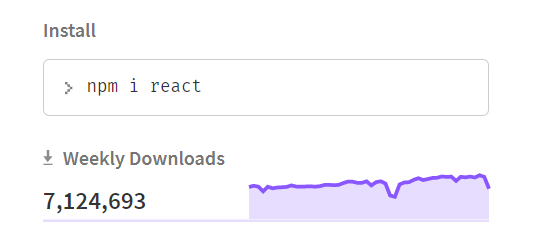 Install
> npm i react
Weekly Downloads
7,124,693